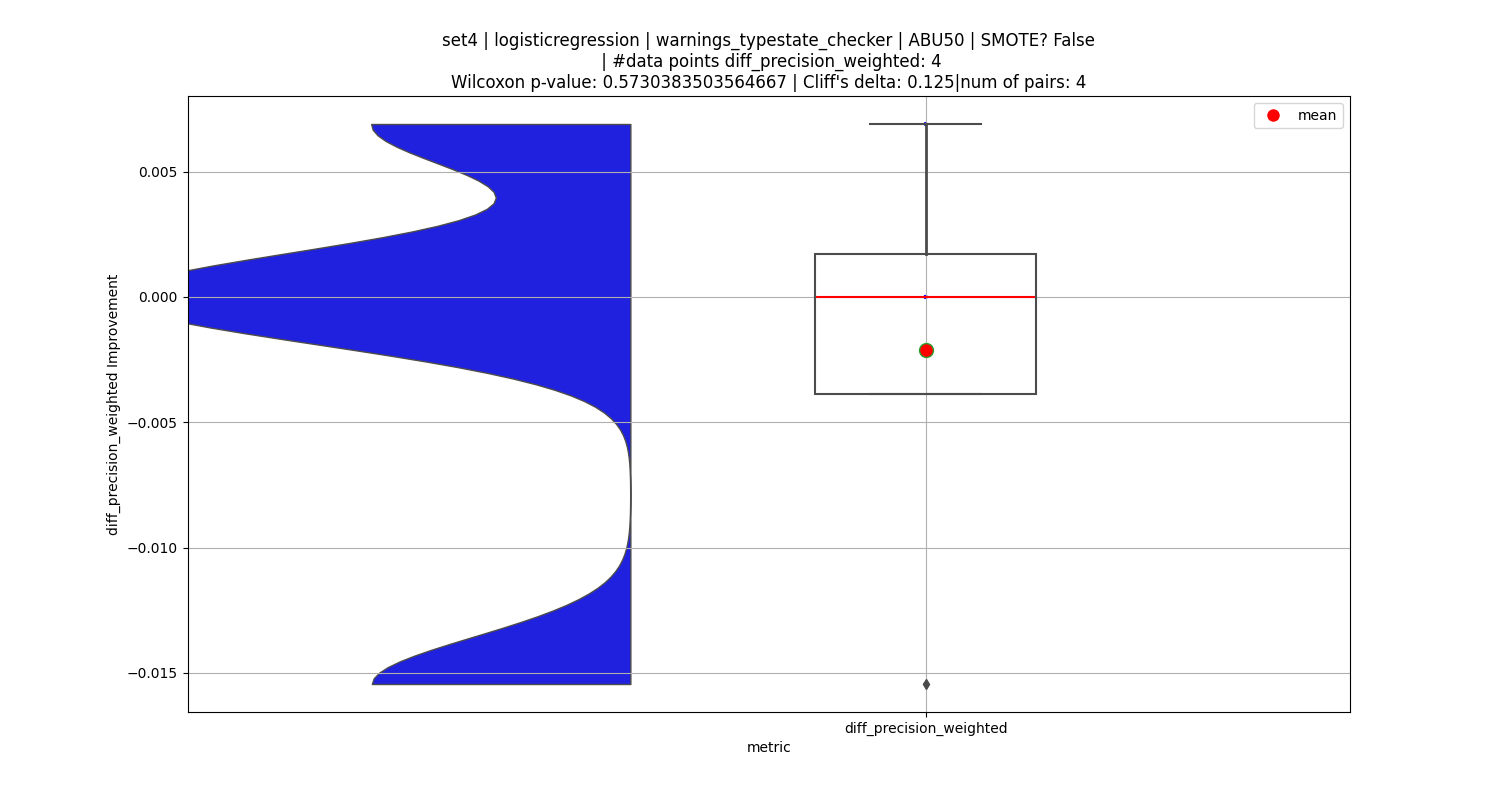 set4 | logisticregression | warnings_typestate_checker | ABU50 | SMOTE? False
| #data points diff_precision_weighted: 4
Wilcoxon p-value: 0.5730383503564667 | Cliff's delta: 0.125|num of pairs: 4
mean
0.005
0.000
−0.005
−0.010
−0.015
diff_precision_weighted Improvement
diff_precision_weighted
metric